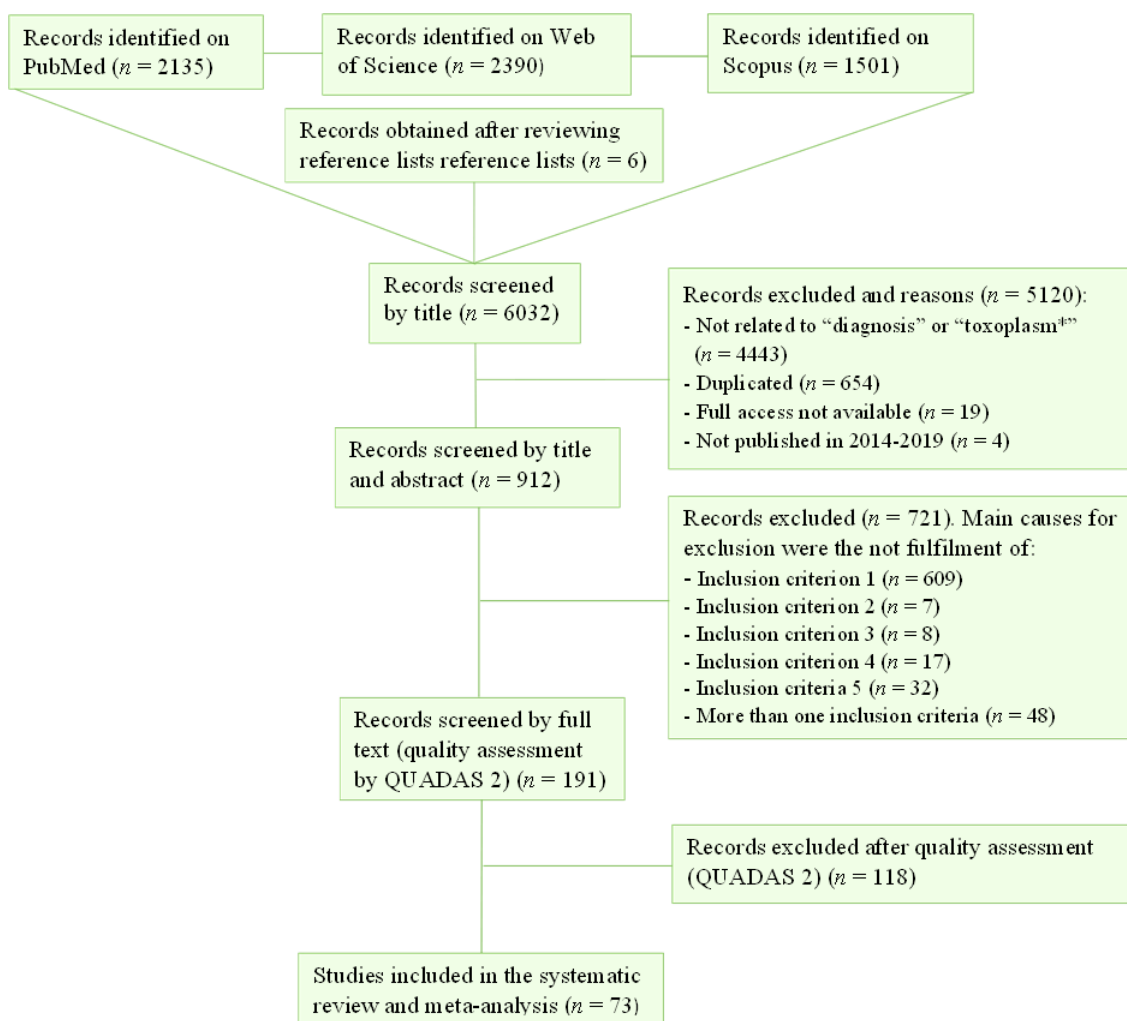 Records identified on
PubMed (n = 2135)
Records identified on Web
of Science (n = 2390)
Records identified on
Scopus (n = 1501)
Records obtained after reviewing
reference lists reference lists (n = 6)
Records screened
by title (n = 6032)
Records excluded and reasons (n = 5120):
- Not related to “diagnosis” or “toxoplasm*”
(n = 4443)
- Duplicated (n = 654)
- Full access not available (n = 19)
- Not published in 2014-2019 (n = 4)
Records screened by title
and abstract (n = 912)
Records excluded (n = 721). Main causes for
exclusion were the not fulfilment of:
- Inclusion criterion 1 (n = 609)
- Inclusion criterion 2 (n = 7)
- Inclusion criterion 3 (n = 8)
- Inclusion criterion 4 (n = 17)
- Inclusion criteria 5 (n = 32)
- More than one inclusion criteria (n = 48)
Records screened by full
text (quality assessment
by QUADAS 2) (n = 191)
Records excluded after quality assessment
(QUADAS 2) (n = 118)
Studies included in the systematic
review and meta-analysis (n = 73)